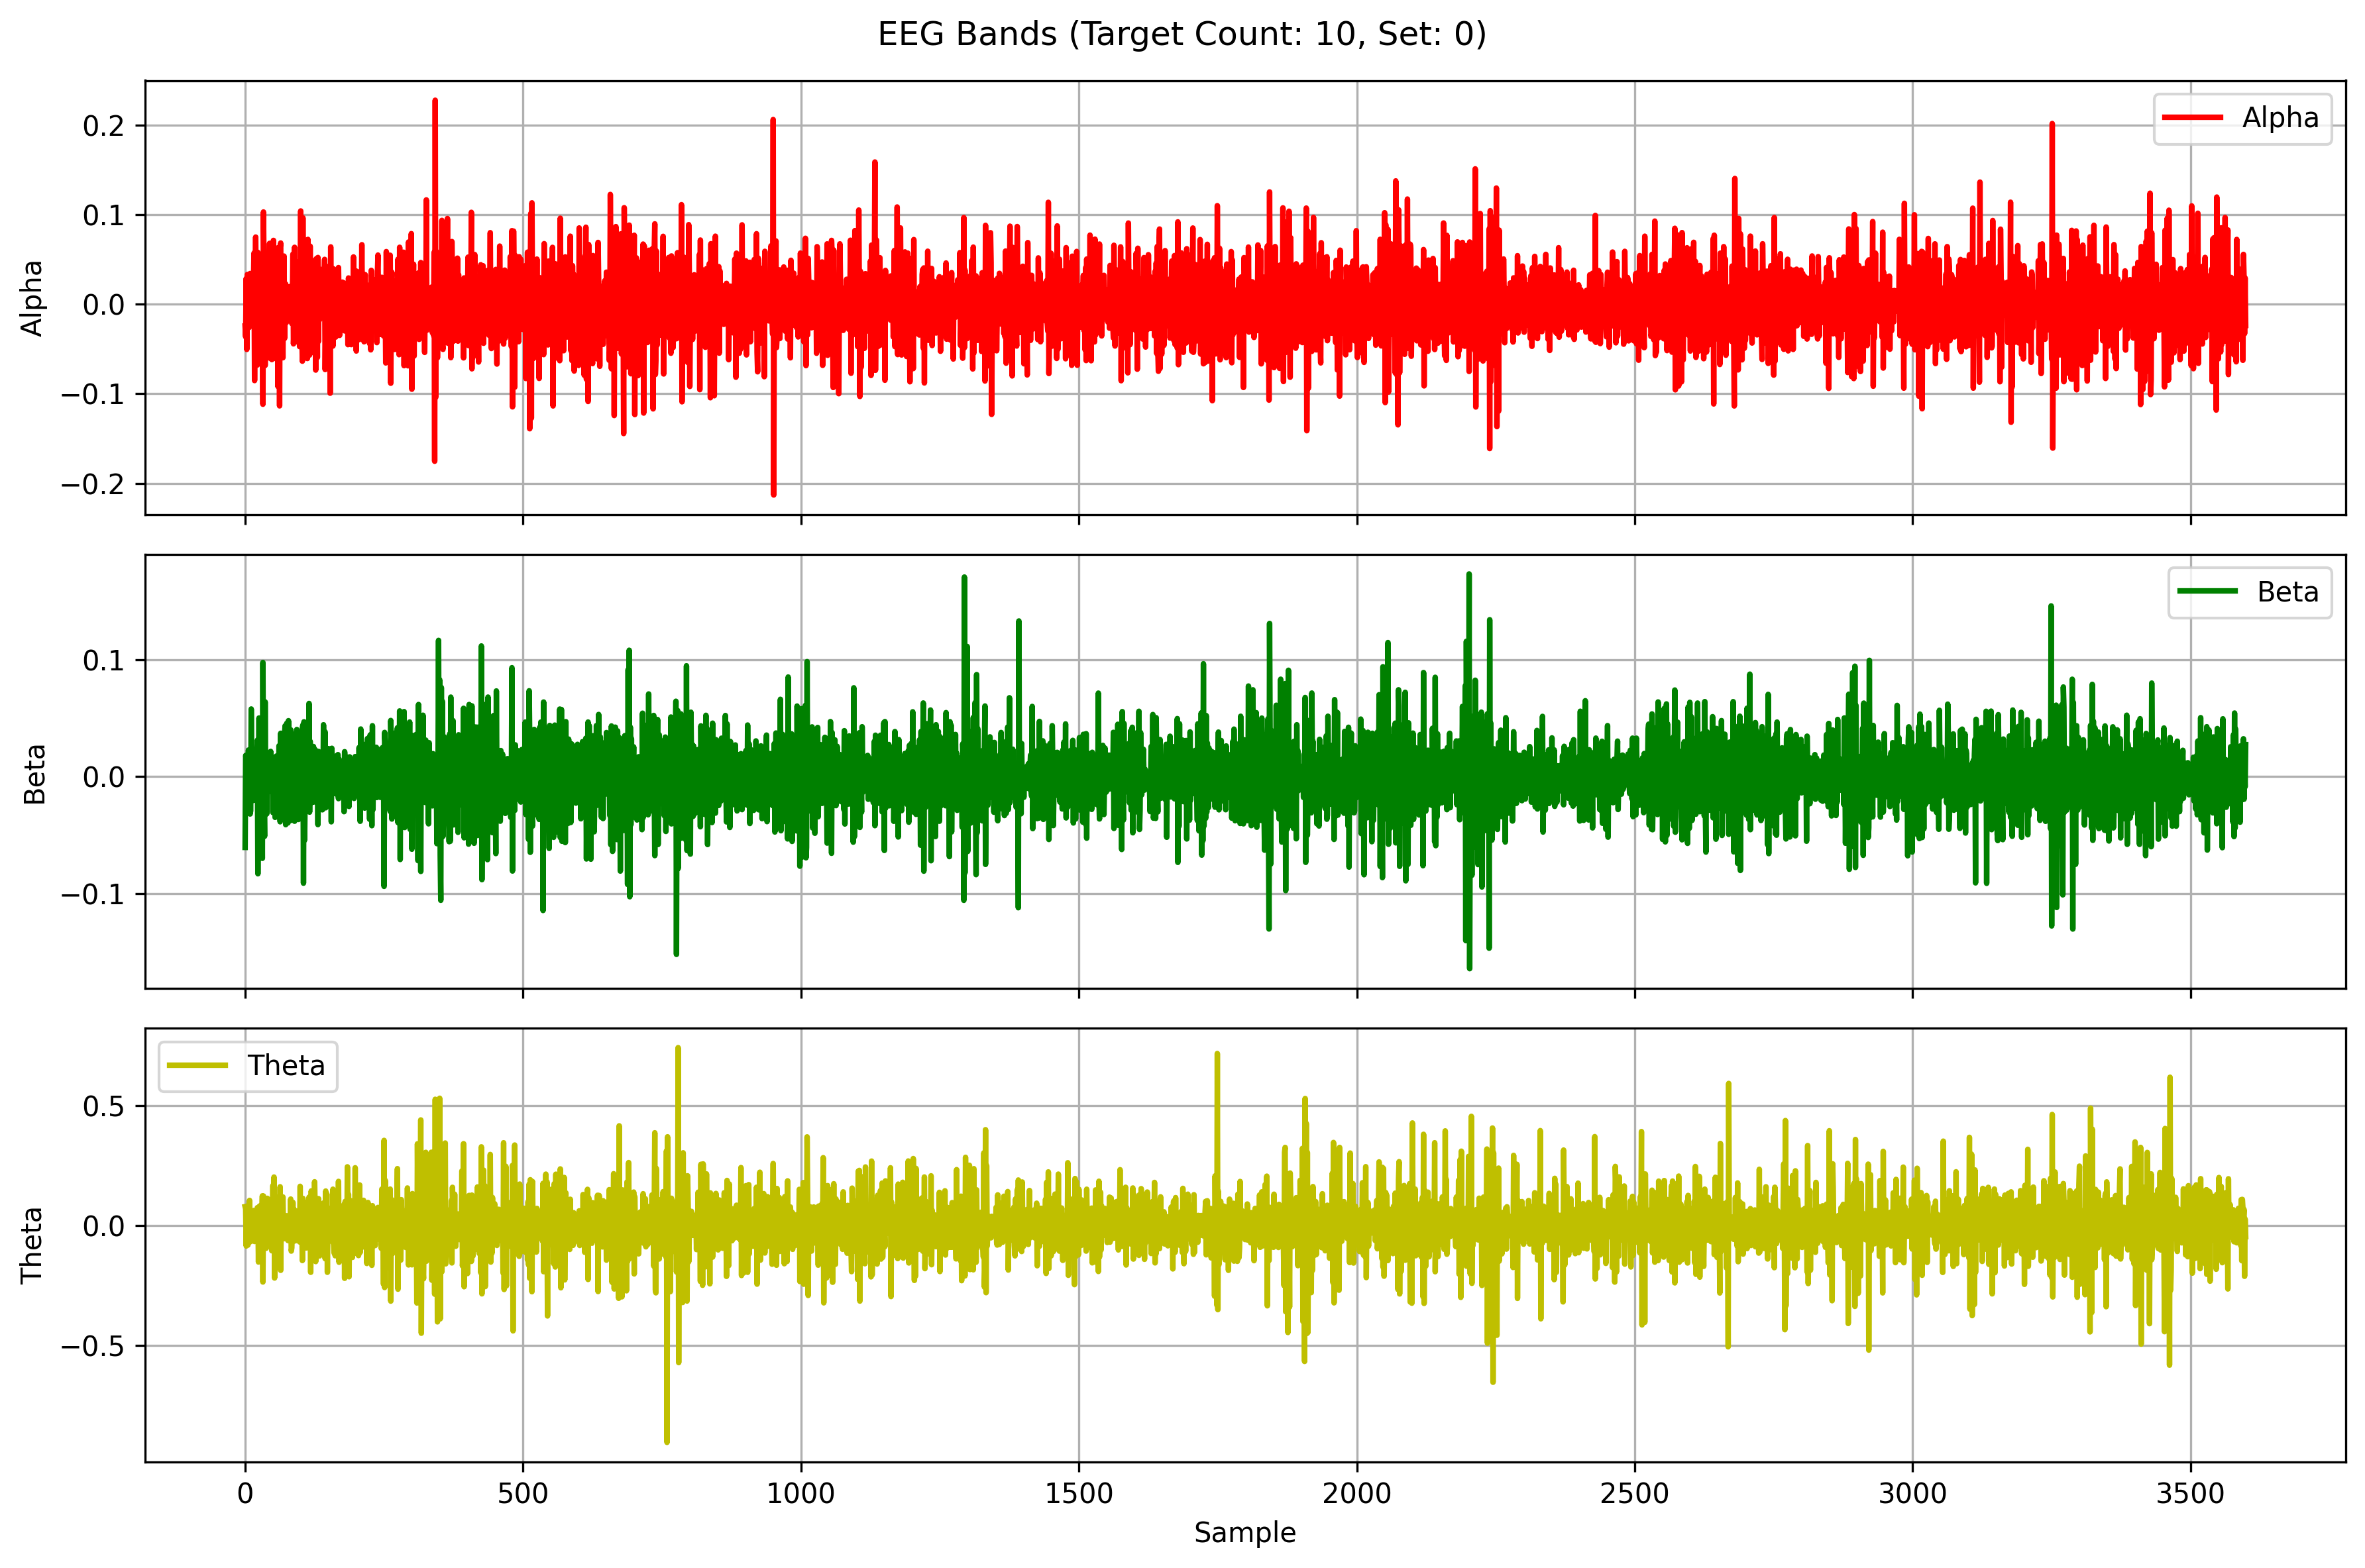 EEG Bands (Target Count: 10, Set: 0)
0.2
0.1
0.0
−0.1
−0.2
Alpha
Alpha
0.1
0.0
−0.1
Beta
Beta
0.5
0.0
−0.5
Theta
Theta
0 500 1000 1500 2000 2500 3000 3500
Sample